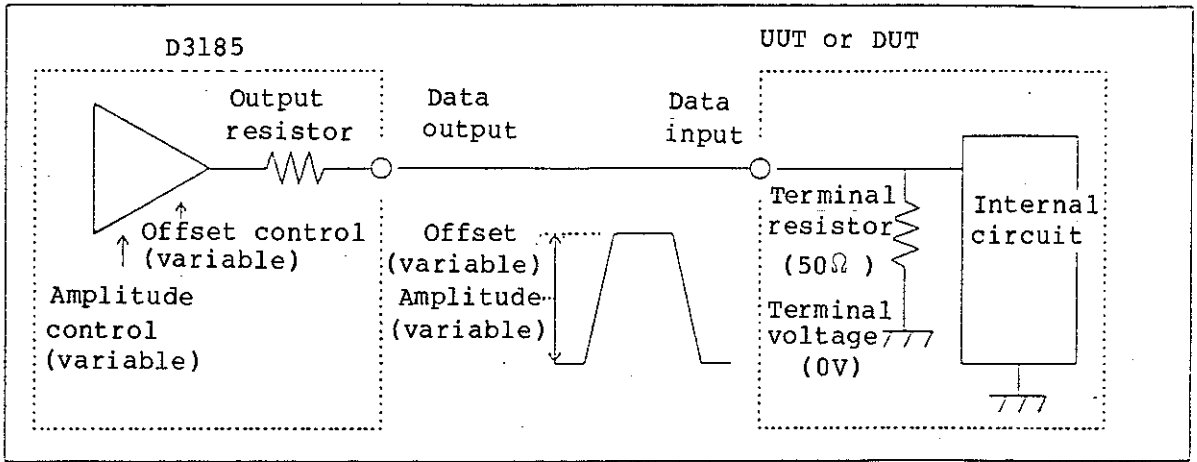 D3185
UUT or DUT
Output
resistor
Data
output
Data
input
Offset control
(variable)
Amplitude
control
(variable)
Offset
(variable)
Amplitude
(variable)
Terminal
resistor
(50Ω )
Terminal
voltage
(0V)
Internal
circuit